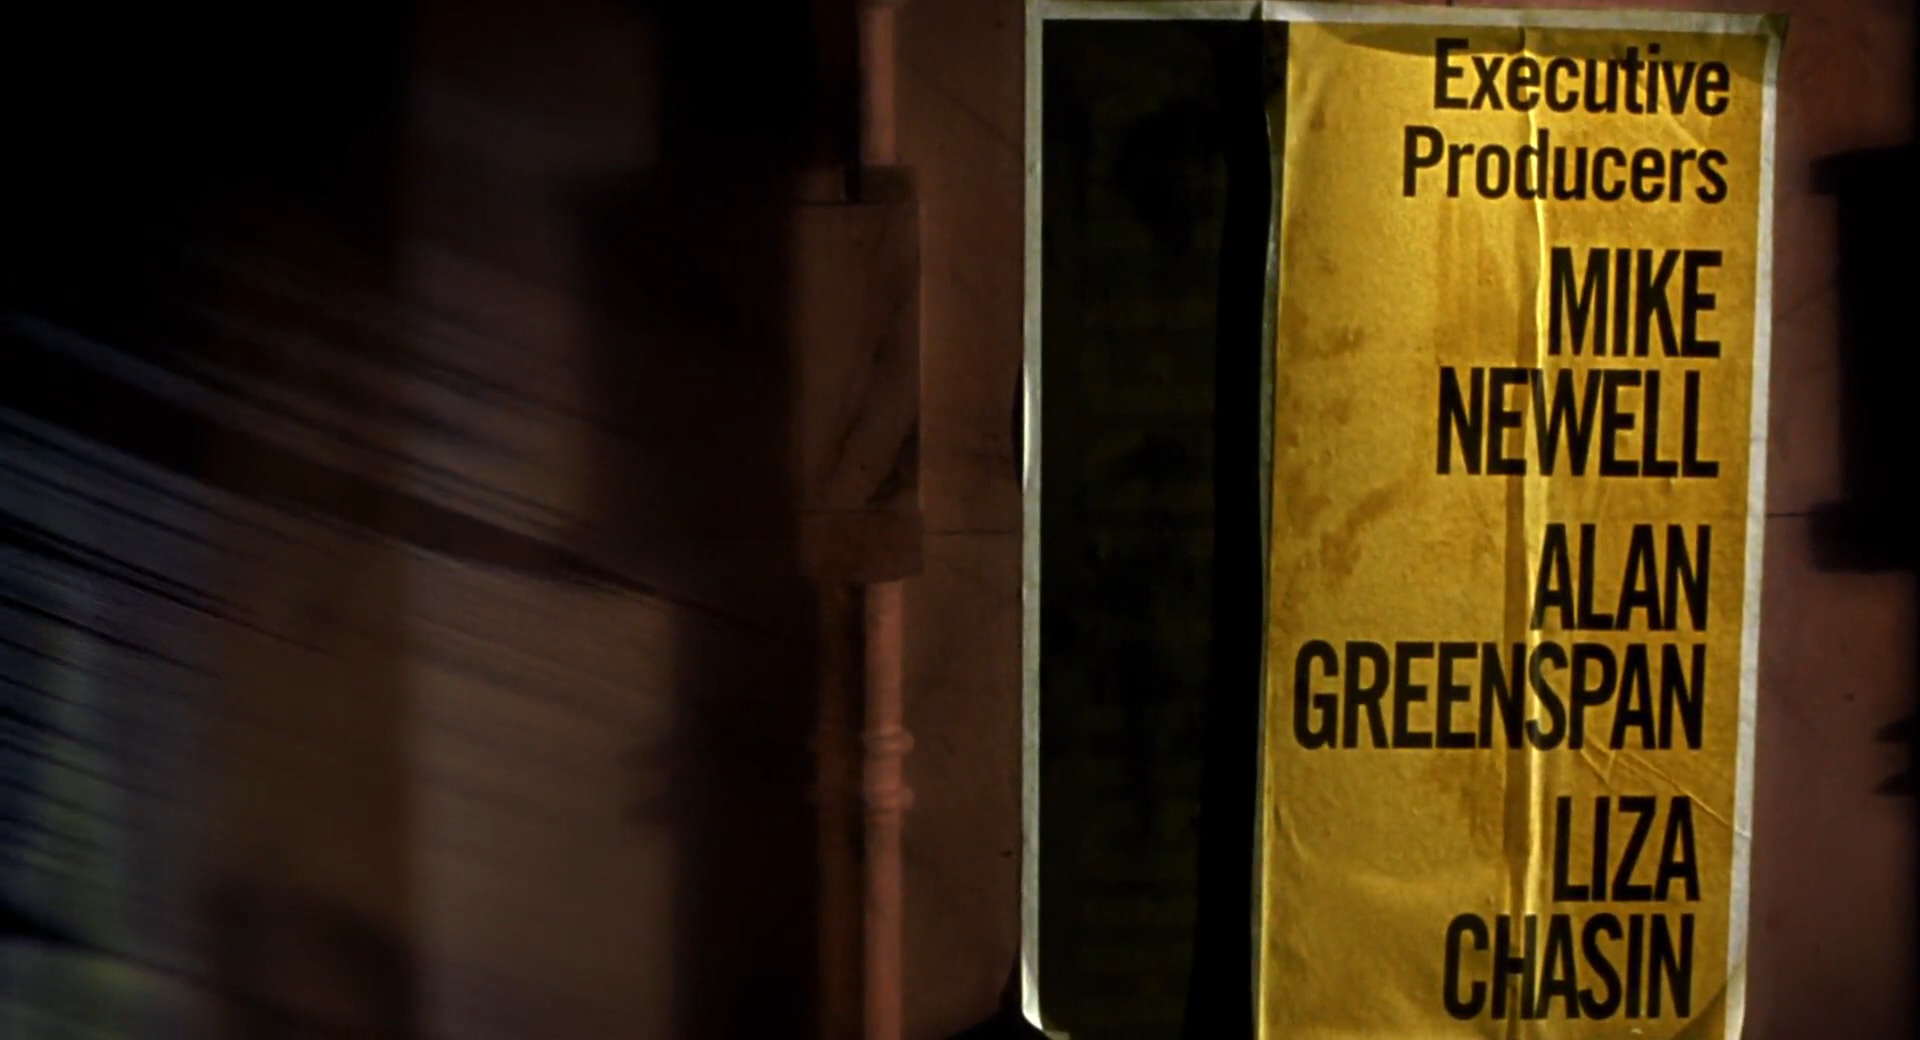 Executive
Producers
MIKE
NEWELL
ALAN
GREENSPAN
LIZA
CHASIN